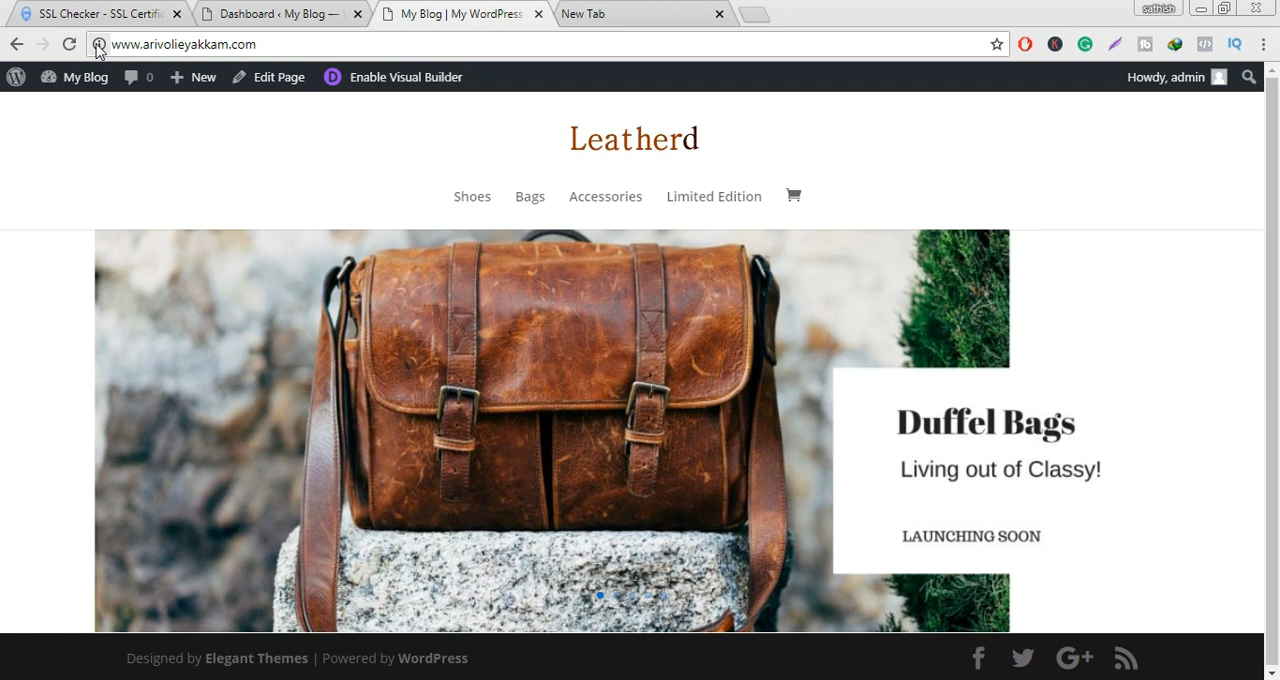 SSL Checker - SSL Certific
Dashboard ‹ My Blog —
My Blog | My WordPress
New Tab
sathish
www.arivolieyakkam.com
My Blog 0 New Edit Page D Enable Visual Builder Howdy, admin
Leatherd
Shoes Bags Accessories Limited Edition
Duffel Bags
Living out of Classy!
LAUNCHING SOON
Designed by Elegant Themes | Powered by WordPress